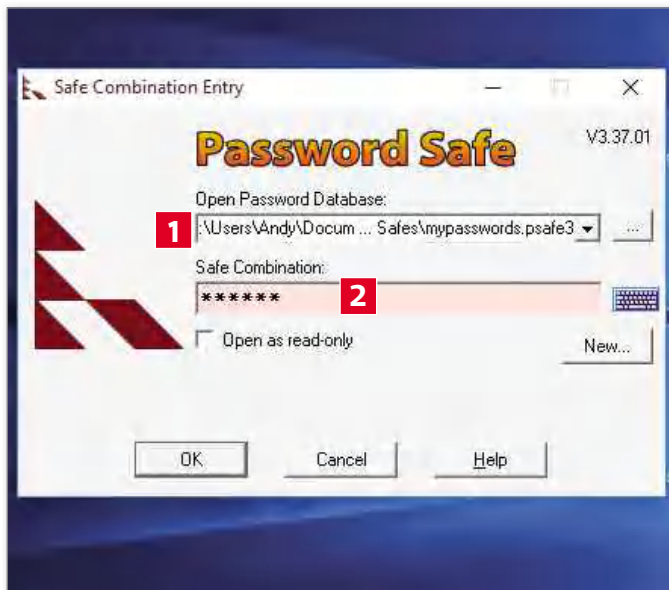 Safe Combination Entry
Password Safe
V3.37.01
Open Password Database:
1
:\Users\Andy\Docum ... Safes\mypasswords.psafe3
...
Safe Combination:
****** 2
Open as read-only
New...
OK
Cancel
Help